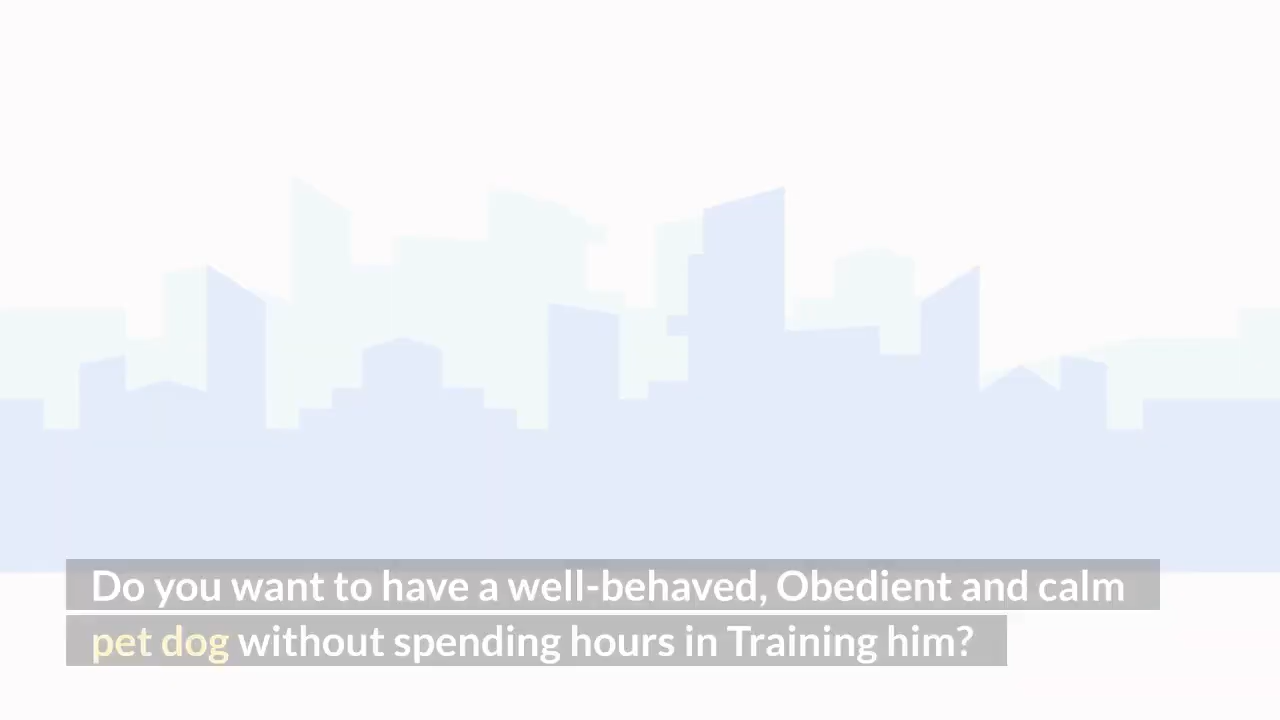 Do you want to have a well-behaved, Obedient and calm
pet dog without spending hours in Training him?